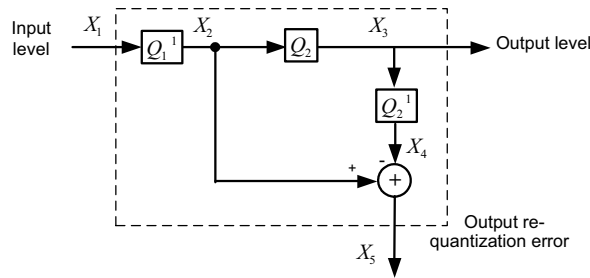 Input level
X₁
Q₁ ¹
X₂
Q₂
X₃
Output level
Q₂ ¹
X₄
+
-
+
Output re-
quantization error
X₅